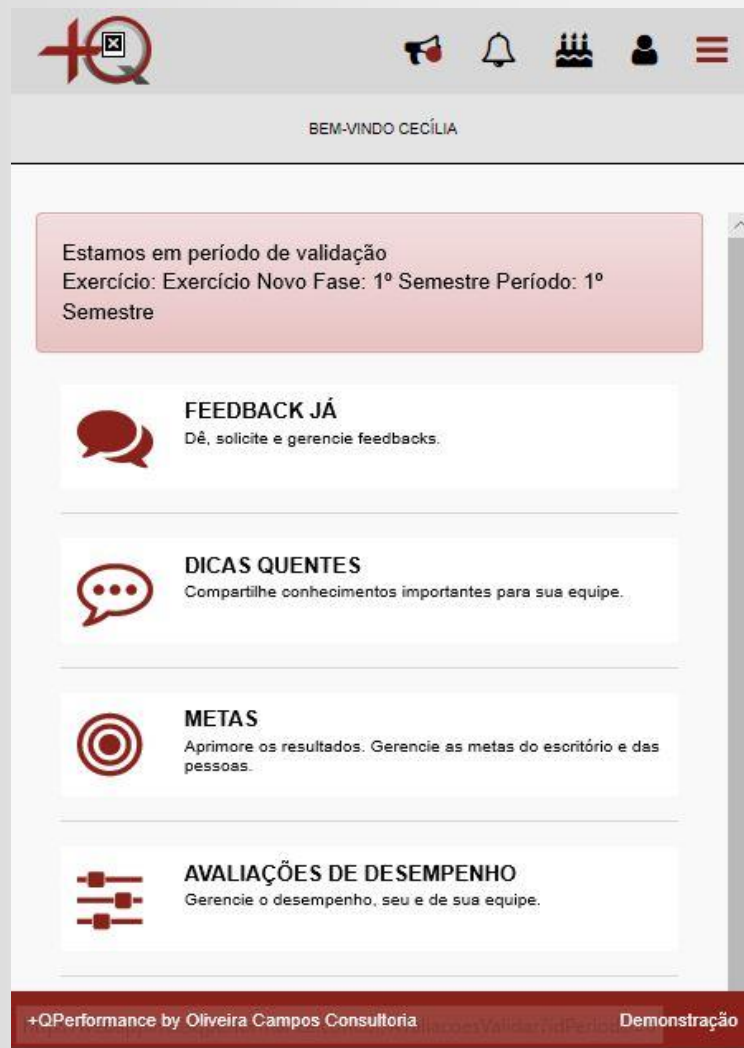 +Q
BEM-VINDO CECÍLIA
Estamos em período de validação
Exercício: Exercício Novo Fase: 1º Semestre Período: 1º
Semestre
FEEDBACK JÁ
Dê, solicite e gerencie feedbacks.
DICAS QUENTES
Compartilhe conhecimentos importantes para sua equipe.
METAS
Aprimore os resultados. Gerencie as metas do escritório e das
pessoas.
AVALIAÇÕES DE DESEMPENHO
Gerencie o desempenho, seu e de sua equipe.
+QPerformance by Oliveira Campos Consultoria Demonstração